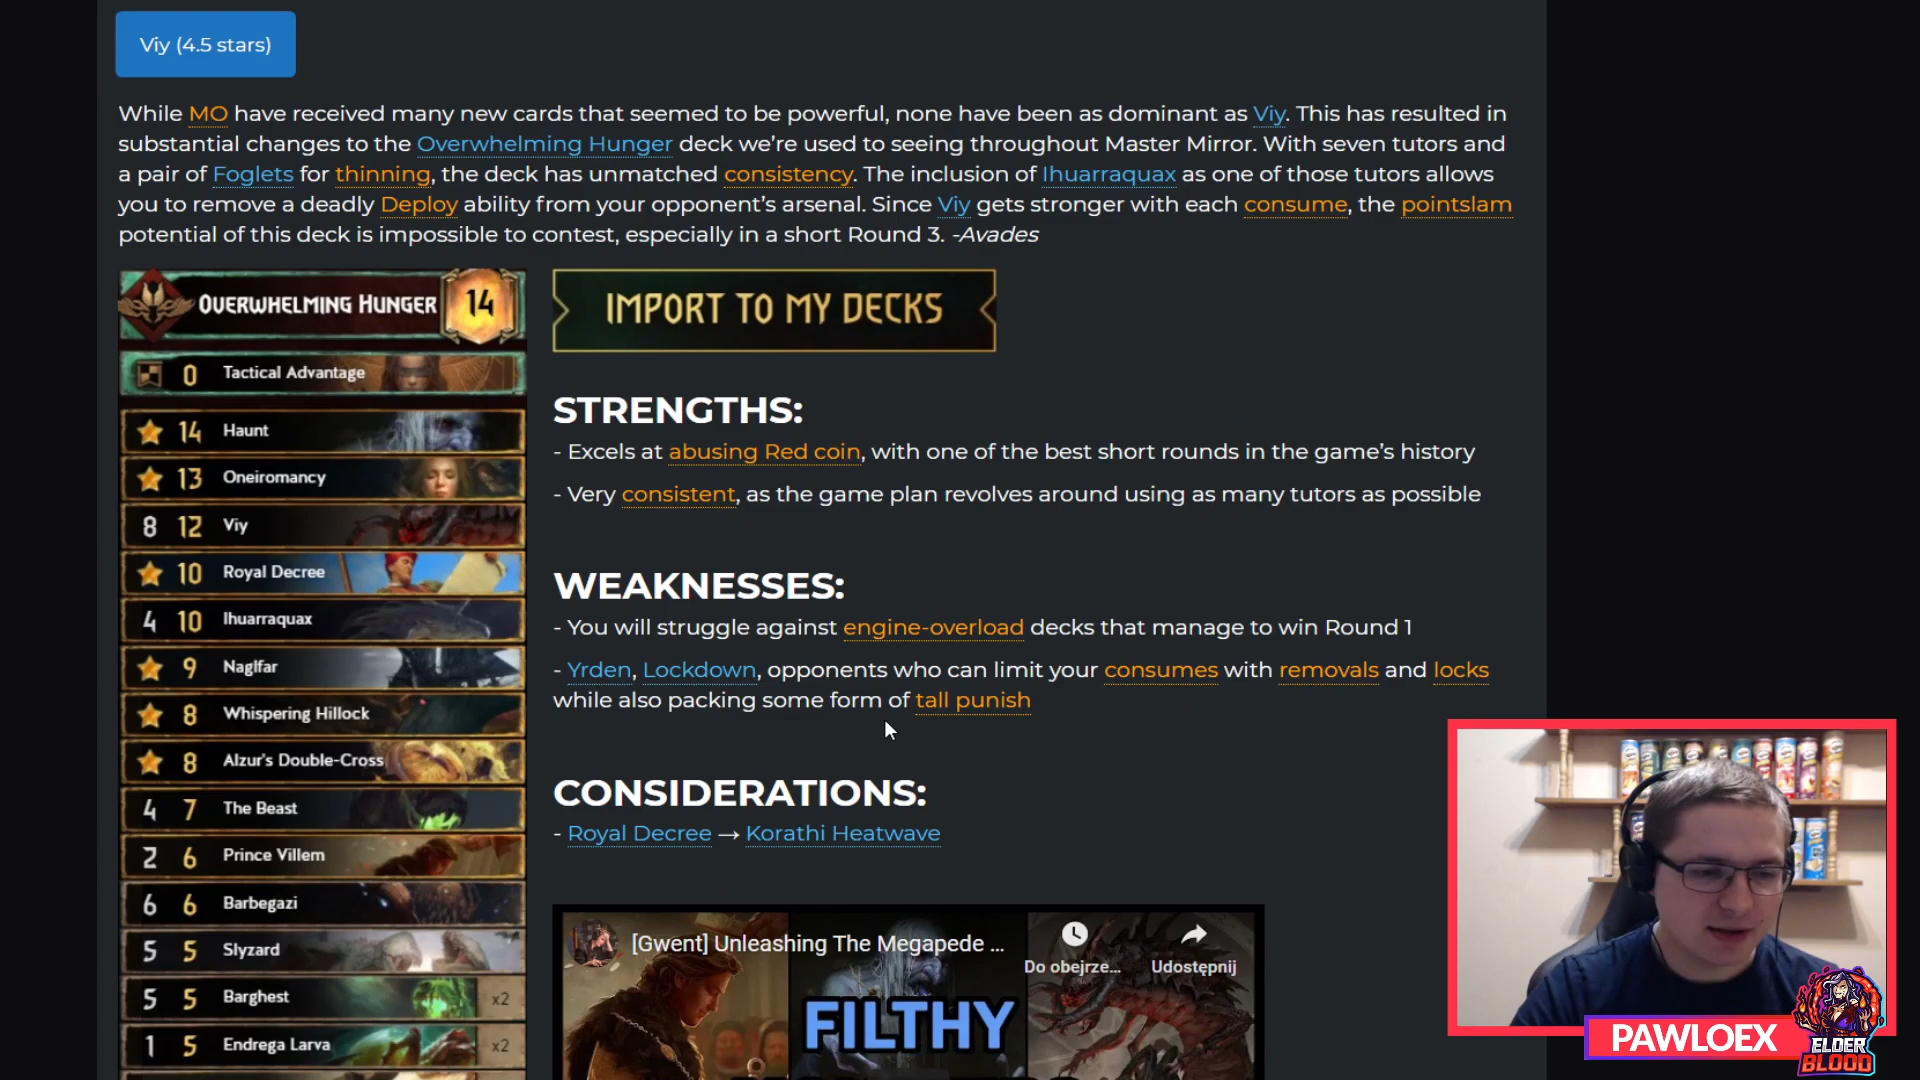 Viy (4.5 stars)
While MO have received many new cards that seemed to be powerful, none have been as dominant as Viy. This has resulted in
substantial changes to the Overwhelming Hunger deck we're used to seeing throughout Master Mirror. With seven tutors and
a pair of Foglets for thinning, the deck has unmatched consistency. The inclusion of Ihuarraquax as one of those tutors allows
you to remove a deadly Deploy ability from your opponent's arsenal. Since Viy gets stronger with each consume, the pointslam
potential of this deck is impossible to contest, especially in a short Round 3. -Avades
OVERWHELMING HUNGER 14
0 Tactical Advantage
14 Haunt
13 Oneiromancy
8 12 Viy
10 Royal Decree
4 10 Ihuarraquax
9 Naglfar
8 Whispering Hillock
8 Alzur's Double-Cross
4 7 The Beast
2 6 Prince Villem
6 6 Barbegazi
5 5 Slyzard
5 5 Barghest x2
1 5 Endrega Larva x2
IMPORT TO MY DECKS
STRENGTHS:
- Excels at abusing Red coin, with one of the best short rounds in the game's history
- Very consistent, as the game plan revolves around using as many tutors as possible
WEAKNESSES:
- You will struggle against engine-overload decks that manage to win Round 1
- Yrden, Lockdown, opponents who can limit your consumes with removals and locks
while also packing some form of tall punish
CONSIDERATIONS:
- Royal Decree → Korathi Heatwave
[Gwent] Unleashing The Megapede ...
Do obejrze... Udostępnij
FILTHY
PAWLOEX
ELDER
BLOOD